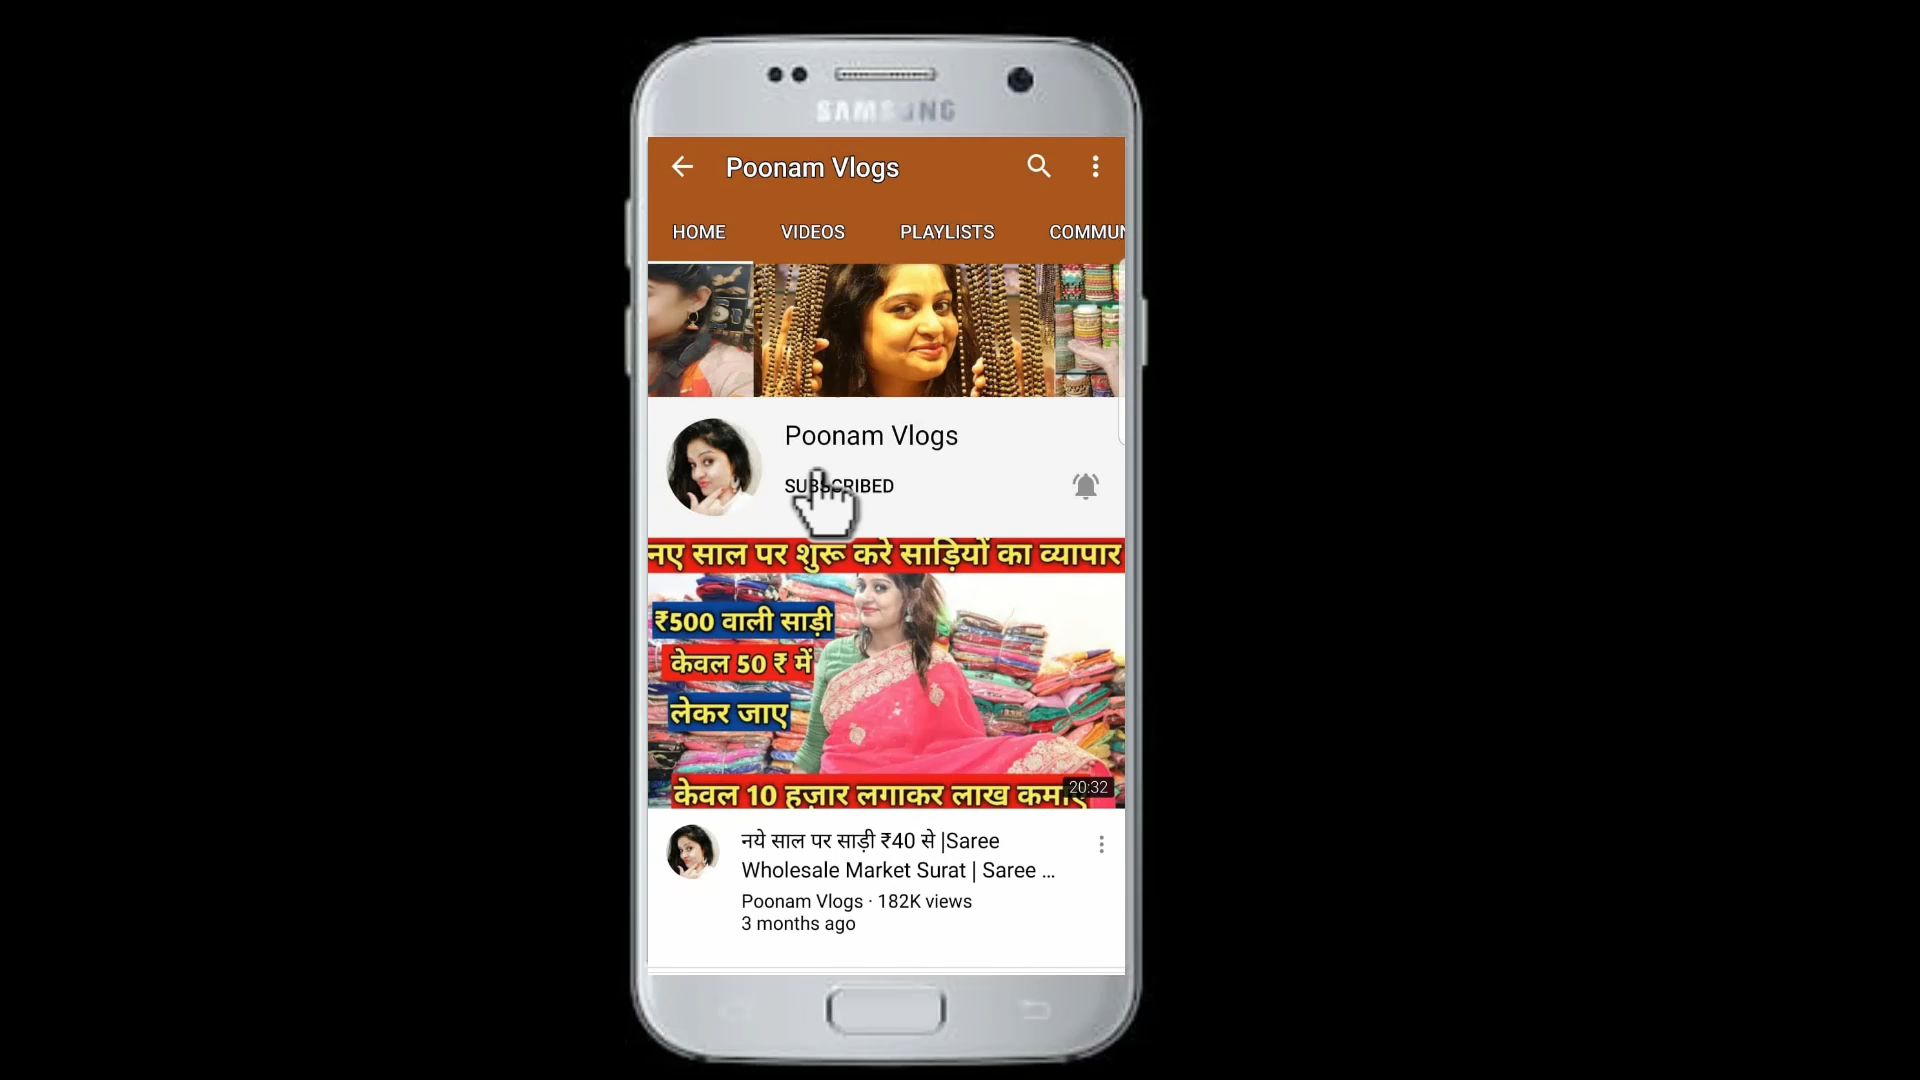 SAMSUNG
Poonam Vlogs
HOME VIDEOS PLAYLISTS COMMUN
Poonam Vlogs
SUBSCRIBED
नए साल पर शुरू करे साड़ियों का व्यापार
₹500 वाली साड़ी
केवल 50 ₹ में
लेकर जाए
केवल 10 हज़ार लगाकर लाख कमाए
20:32
नये साल पर साड़ी ₹40 से |Saree
Wholesale Market Surat | Saree ...
Poonam Vlogs · 182K views
3 months ago